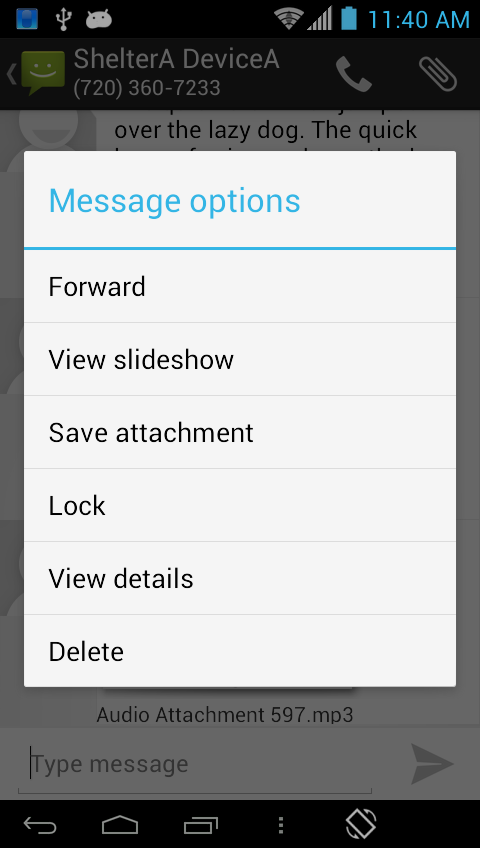 11:40 AM
ShelterA DeviceA
(720) 360-7233
over the lazy dog. The quick
Message options
Forward
View slideshow
Save attachment
Lock
View details
Delete
Audio Attachment 597.mp3
Type message